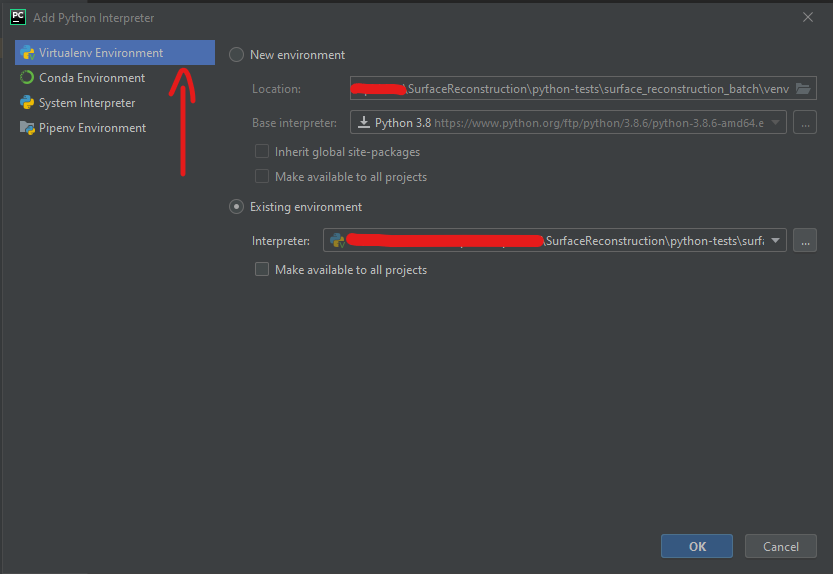 PC Add Python Interpreter
Virtualenv Environment
Conda Environment
System Interpreter
Pipenv Environment
New environment
Location: \SurfaceReconstruction\python-tests\surface_reconstruction_batch\venv
Base interpreter: Python 3.8 https://www.python.org/ftp/python/3.8.6/python-3.8.6-amd64.e ...
Inherit global site-packages
Make available to all projects
Existing environment
Interpreter: \SurfaceReconstruction\python-tests\surfa ...
Make available to all projects
OK Cancel